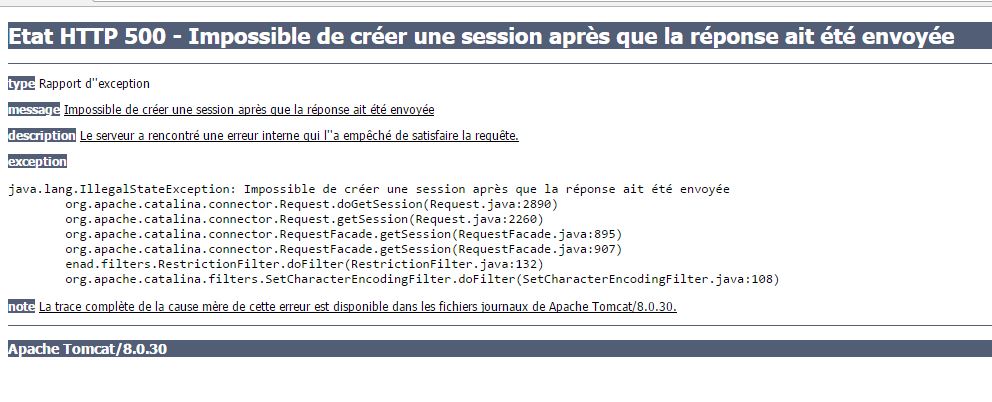 Etat HTTP 500 - Impossible de créer une session après que la réponse ait été envoyée
type Rapport d''exception
message Impossible de créer une session après que la réponse ait été envoyée
description Le serveur a rencontré une erreur interne qui l''a empêché de satisfaire la requête.
exception
java.lang.IllegalStateException: Impossible de créer une session après que la réponse ait été envoyée
org.apache.catalina.connector.Request.doGetSession(Request.java:2890)
org.apache.catalina.connector.Request.getSession(Request.java:2260)
org.apache.catalina.connector.RequestFacade.getSession(RequestFacade.java:895)
org.apache.catalina.connector.RequestFacade.getSession(RequestFacade.java:907)
enad.filters.RestrictionFilter.doFilter(RestrictionFilter.java:132)
org.apache.catalina.filters.SetCharacterEncodingFilter.doFilter(SetCharacterEncodingFilter.java:108)
note La trace complète de la cause mère de cette erreur est disponible dans les fichiers journaux de Apache Tomcat/8.0.30.
Apache Tomcat/8.0.30